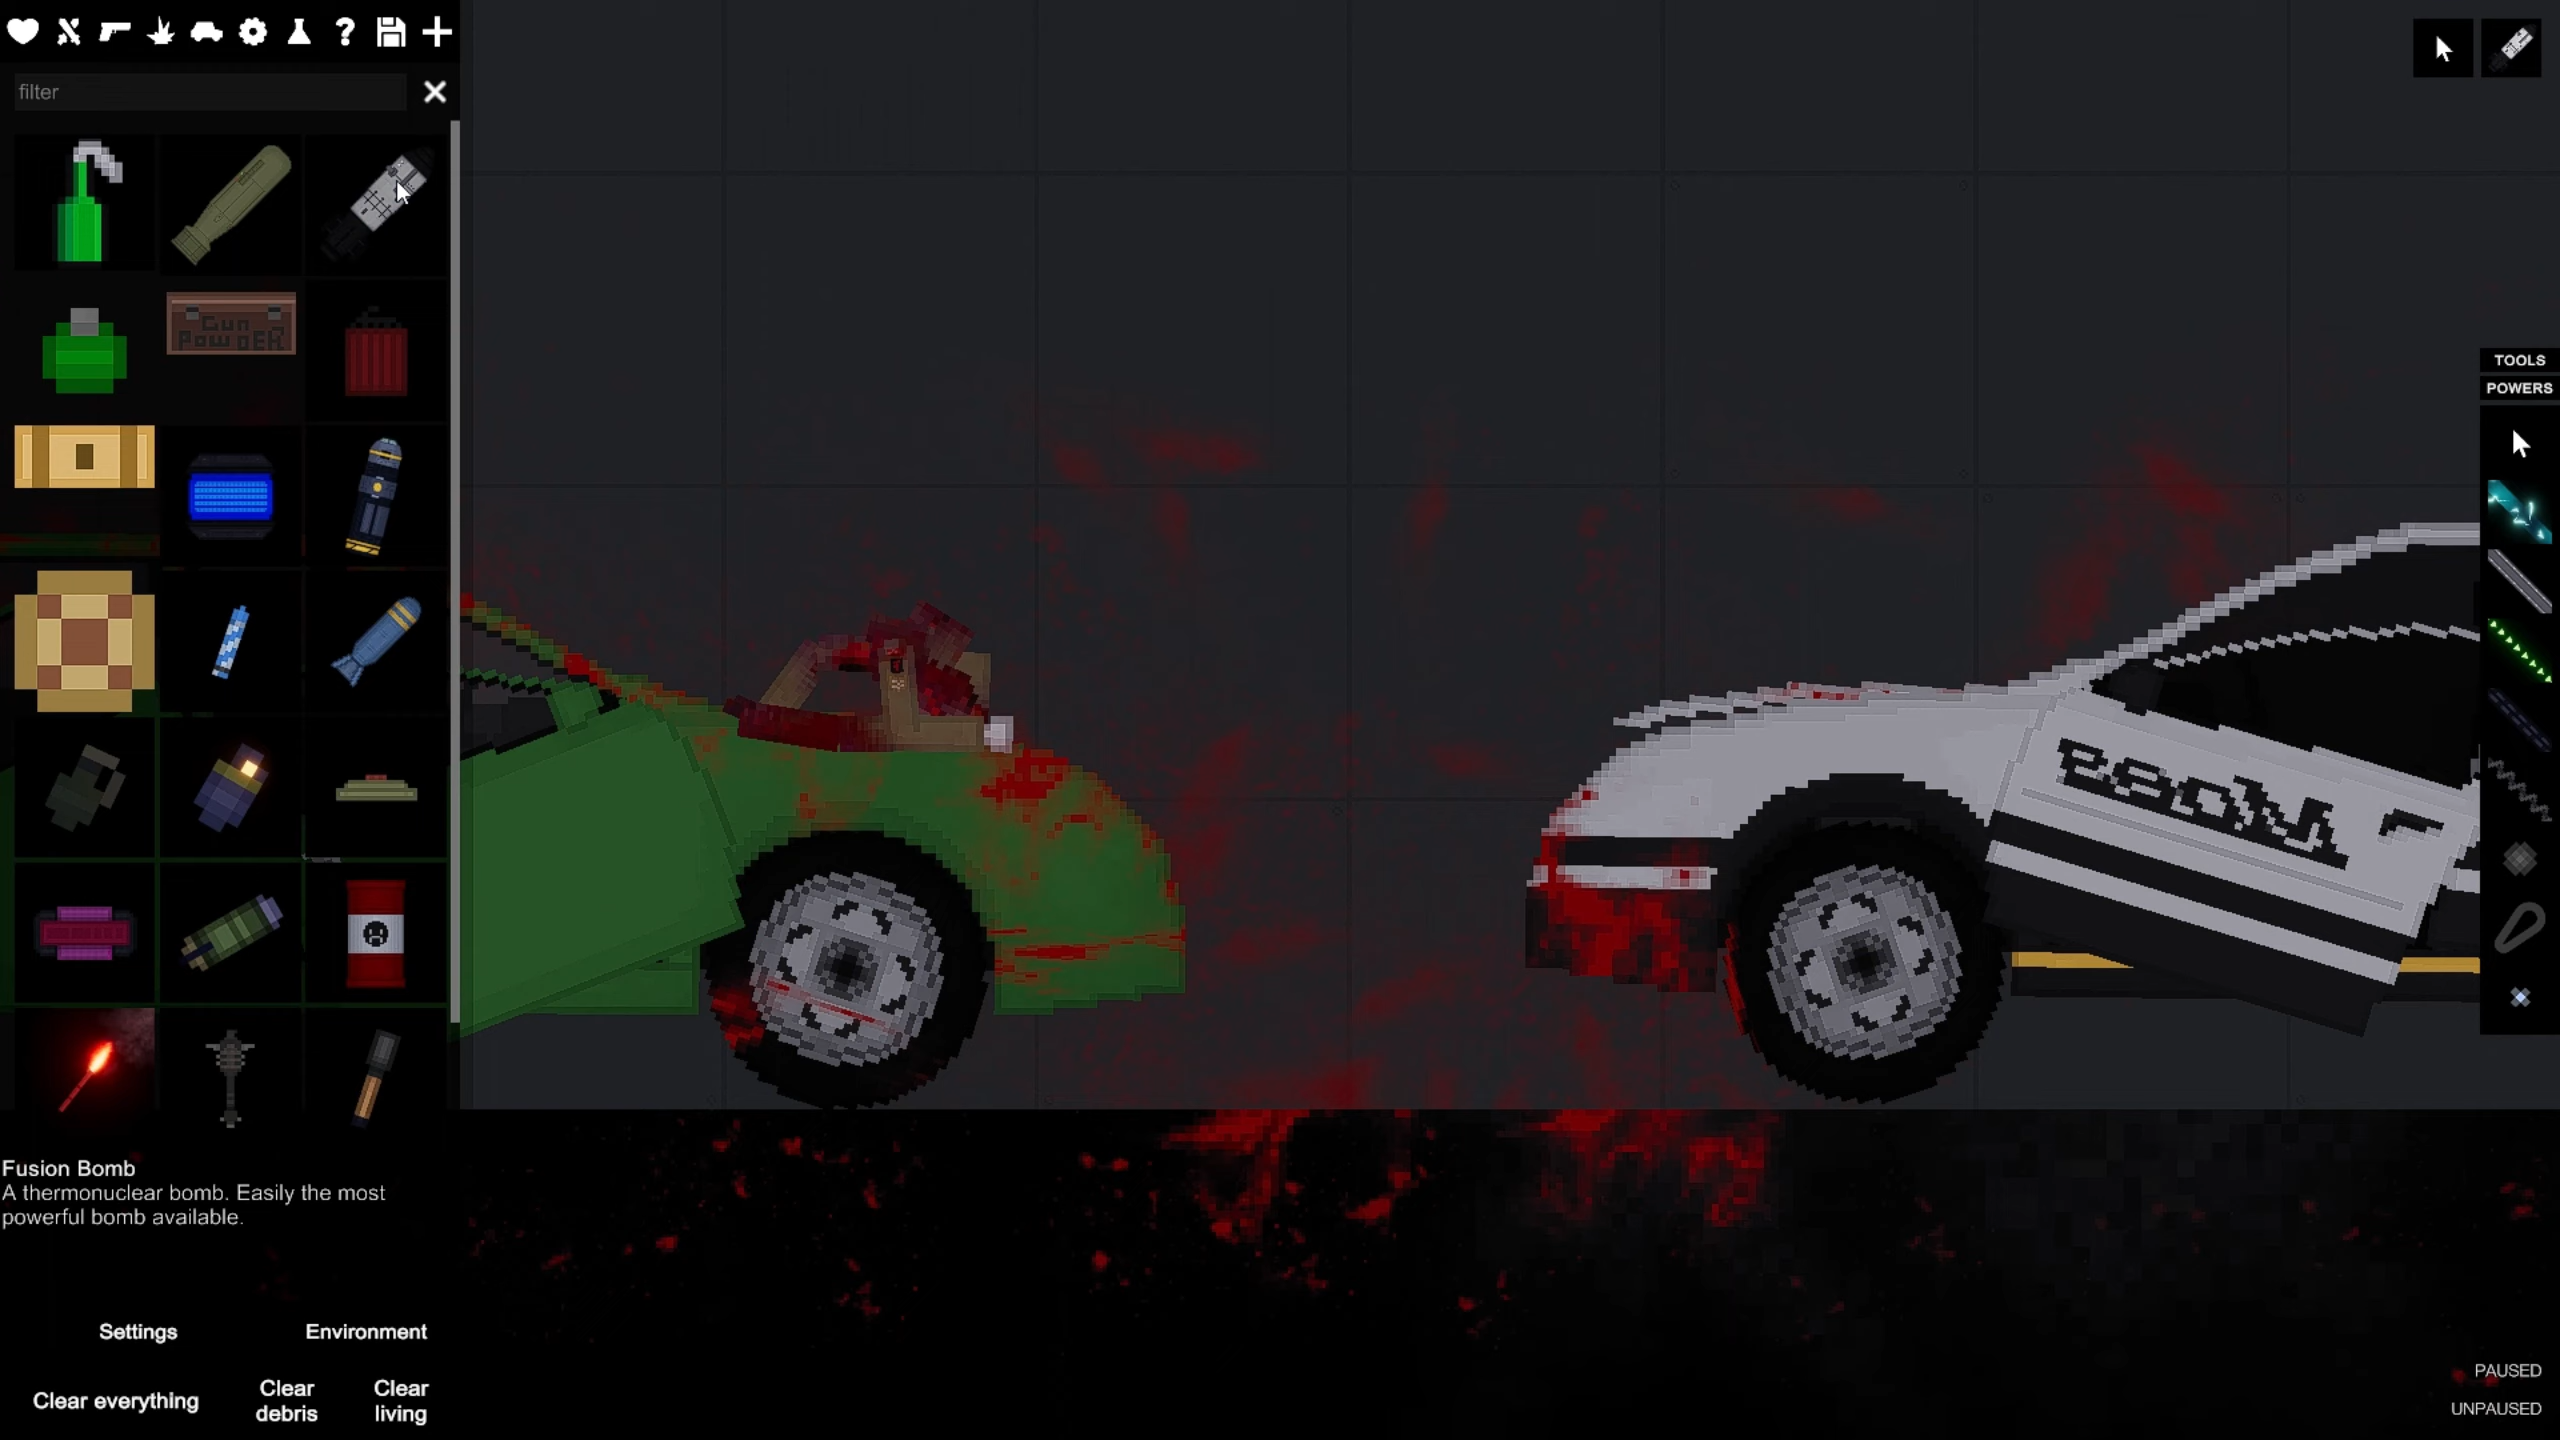 filter
Gun
PowDER
TOOLS
POWERS
Fusion Bomb
A thermonuclear bomb. Easily the most
powerful bomb available.
Settings
Environment
Clear everything
Clear
debris
Clear
living
PAUSED
UNPAUSED